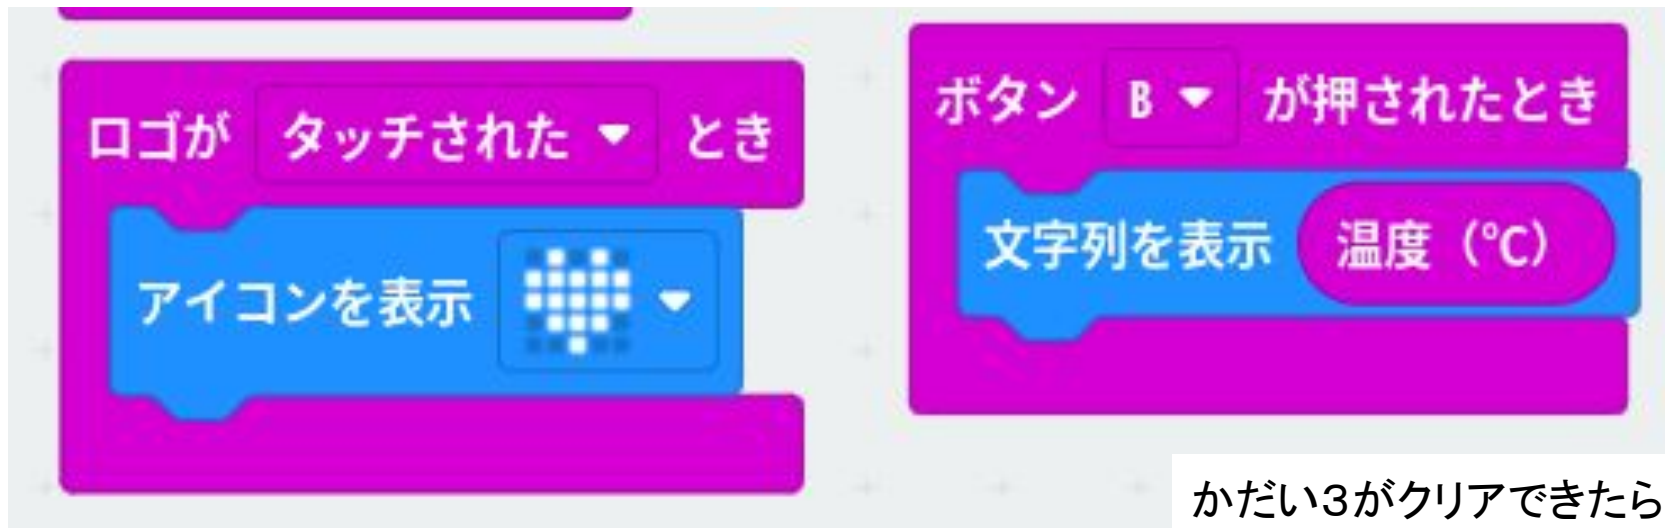 ロゴが タッチされた とき
アイコンを表示
ボタン B が押されたとき
文字列を表示 温度（℃）
かだい３がクリアできたら